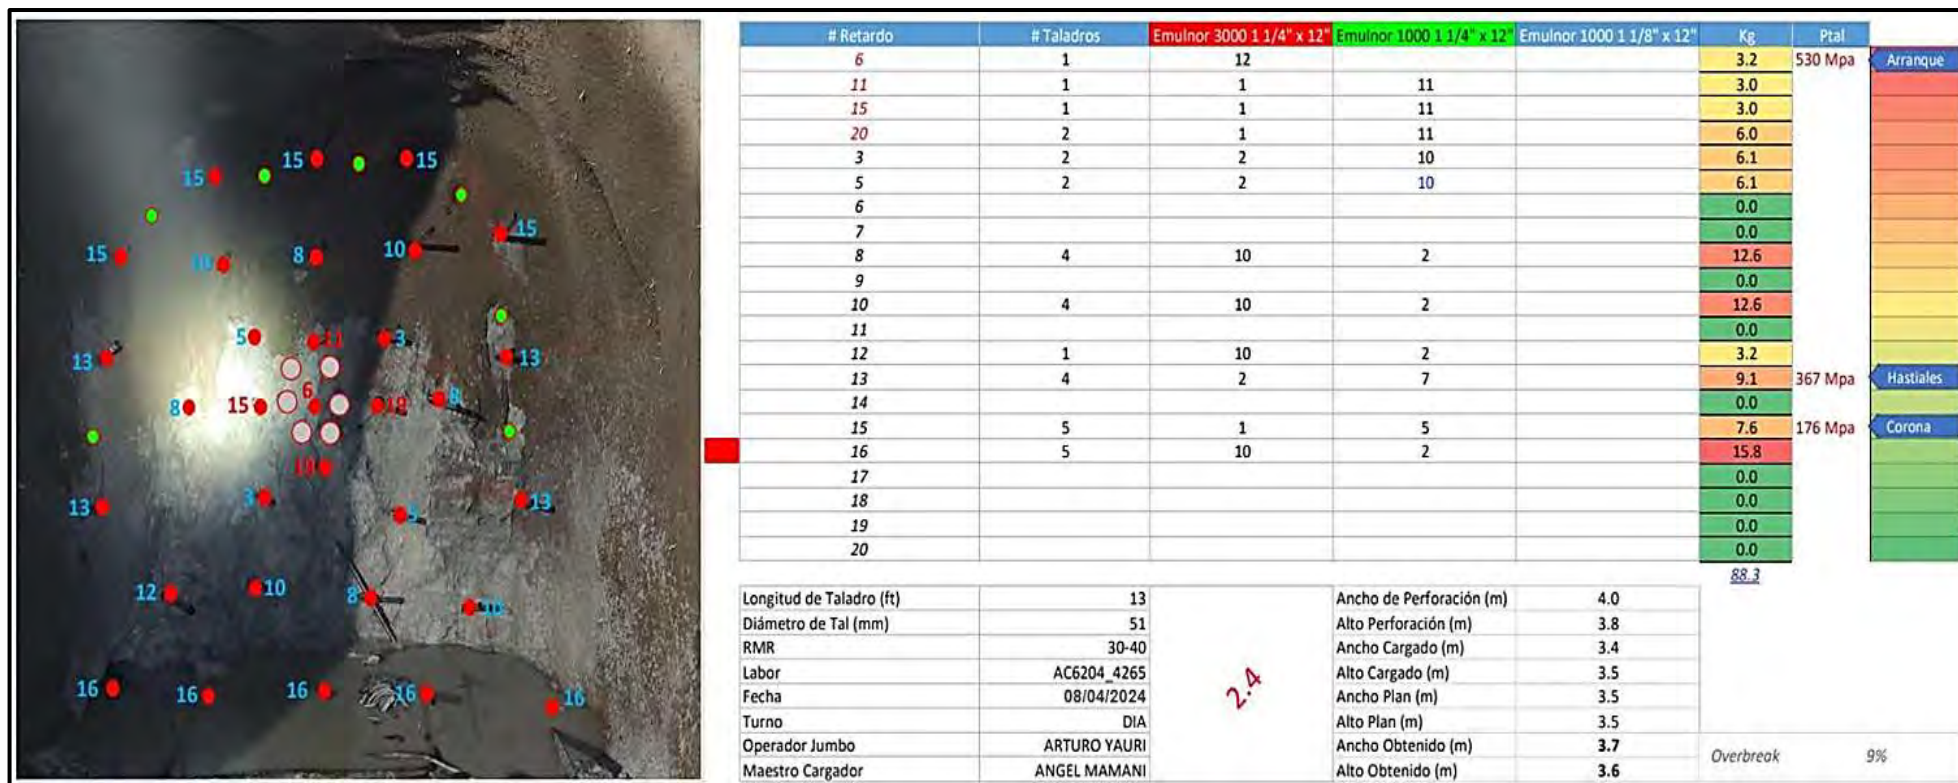 # Retardo # Taladros Emulnor 3000 1 1/4" x 12" Emulnor 1000 1 1/4" x 12" Emulnor 1000 1 1/8" x 12" Kg Ptal
6 1 12 3.2 530 Mpa Arranque
11 1 1 11 3.0
15 1 1 11 3.0
20 2 1 11 6.0
3 2 2 10 6.1
5 2 2 10 6.1
6 0.0
7 0.0
8 4 10 2 12.6
9 0.0
10 4 10 2 12.6
11 0.0
12 1 10 2 3.2
13 4 2 7 9.1 367 Mpa Hastiales
14 0.0
15 5 1 5 7.6 176 Mpa Corona
16 5 10 2 15.8
17 0.0
18 0.0
19 0.0
20 0.0
88.3
Longitud de Taladro (ft) 13 Ancho de Perforación (m) 4.0
Diámetro de Tal (mm) 51 Alto Perforación (m) 3.8
RMR 30-40 Ancho Cargado (m) 3.4
Labor AC6204_4265 Alto Cargado (m) 3.5
Fecha 08/04/2024 Ancho Plan (m) 3.5
Turno DIA Alto Plan (m) 3.5
Operador Jumbo ARTURO YAURI Ancho Obtenido (m) 3.7
Maestro Cargador ANGEL MAMANI Alto Obtenido (m) 3.6
2.4
Overbreak 9%
15 15
15
15
15 8 10
5 11 3
13 13
8 15 6 8
3 5
13 13
12 10 8
16 16 16 16 16